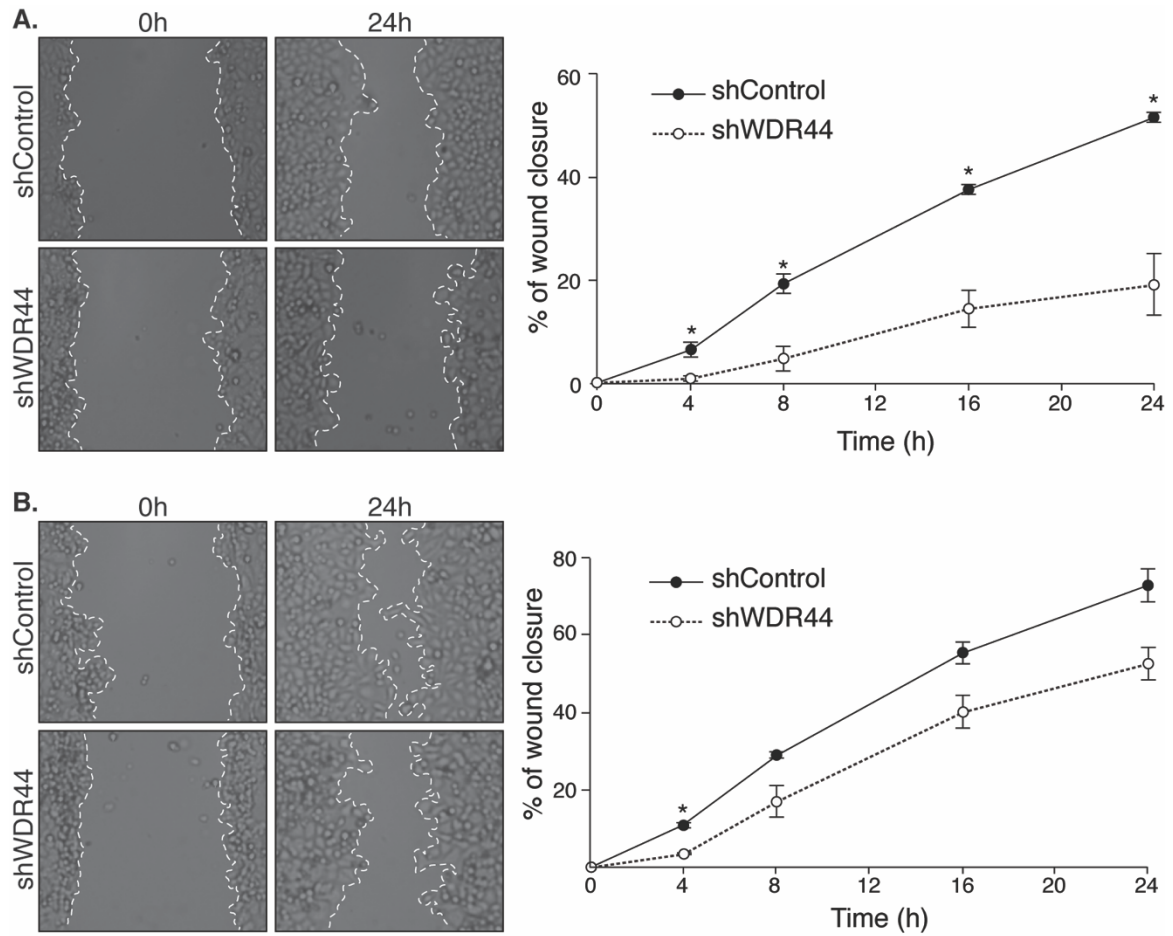 A.
0h 24h
shControl
shWDR44
% of wound closure
60
40
20
0
shControl
shWDR44
*
*
*
*
0 4 8 12 16 20 24
Time (h)
B.
0h 24h
shControl
shWDR44
% of wound closure
80
60
40
20
shControl
shWDR44
*
0 4 8 12 16 20 24
Time (h)